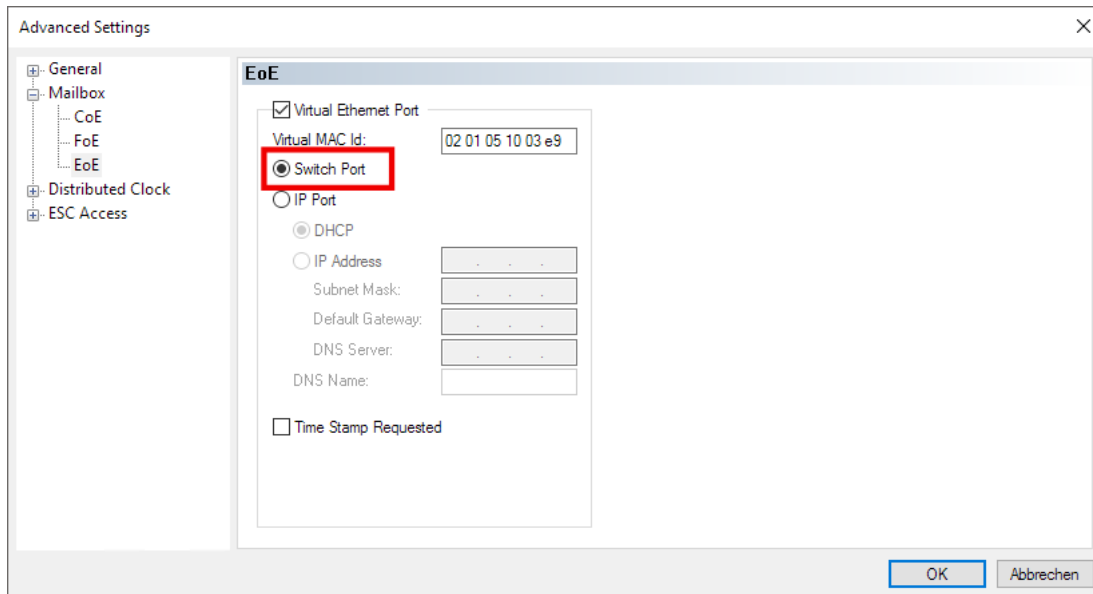 Advanced Settings
General
Mailbox
CoE
FoE
EoE
Distributed Clock
ESC Access
EoE
Virtual Ethernet Port
Virtual MAC Id: 02 01 05 10 03 e9
Switch Port
IP Port
DHCP
IP Address . . .
Subnet Mask: . . .
Default Gateway: . . .
DNS Server: . . .
DNS Name:
Time Stamp Requested
OK Abbrechen